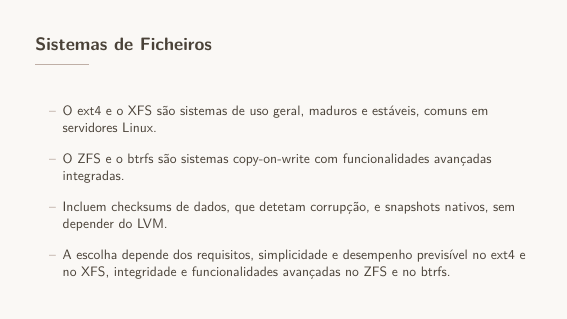 Sistemas de Ficheiros
– O ext4 e o XFS são sistemas de uso geral, maduros e estáveis, comuns em
servidores Linux.
– O ZFS e o btrfs são sistemas copy-on-write com funcionalidades avançadas
integradas.
– Incluem checksums de dados, que detetam corrupção, e snapshots nativos, sem
depender do LVM.
– A escolha depende dos requisitos, simplicidade e desempenho previsível no ext4 e
no XFS, integridade e funcionalidades avançadas no ZFS e no btrfs.